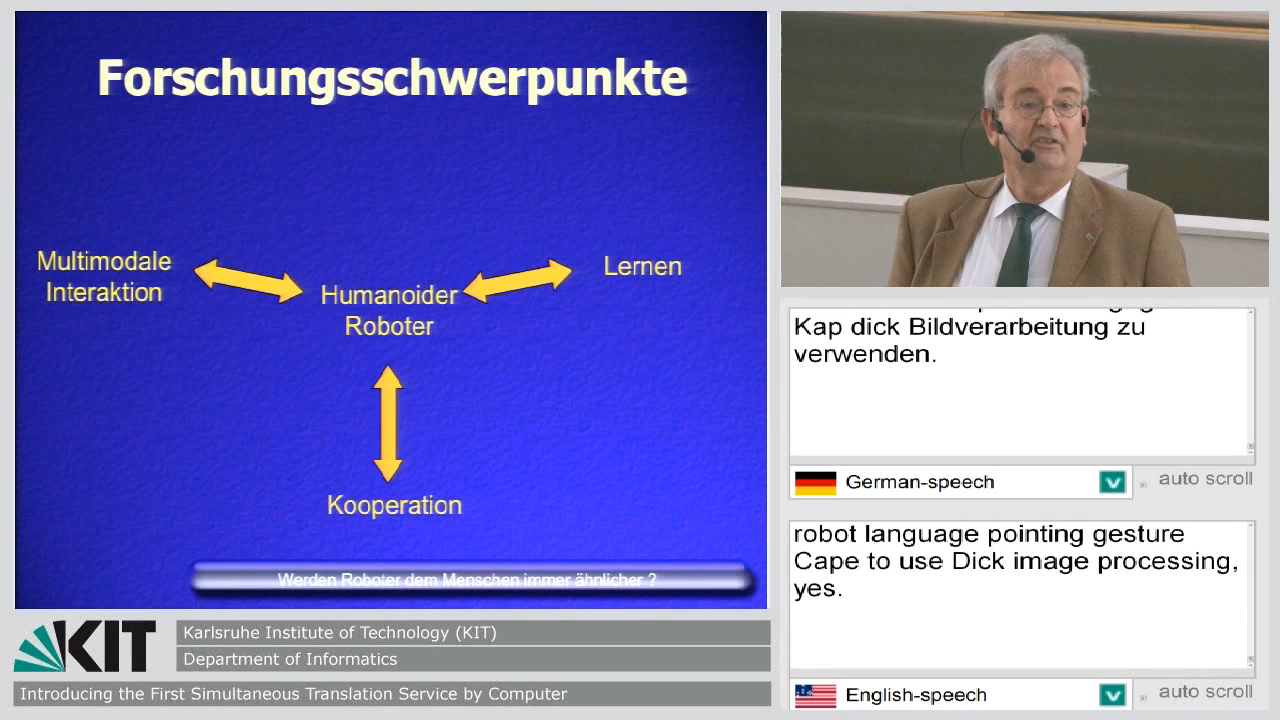 Forschungsschwerpunkte
Multimodale
Interaktion
Humanoider
Roboter
Lernen
Kooperation
Werden Roboter dem Menschen immer ähnlicher ?
Kap dick Bildverarbeitung zu
verwenden.
German-speech
auto scroll
robot language pointing gesture
Cape to use Dick image processing,
yes.
English-speech
auto scroll
KIT
Karlsruhe Institute of Technology (KIT)
Department of Informatics
Introducing the First Simultaneous Translation Service by Computer